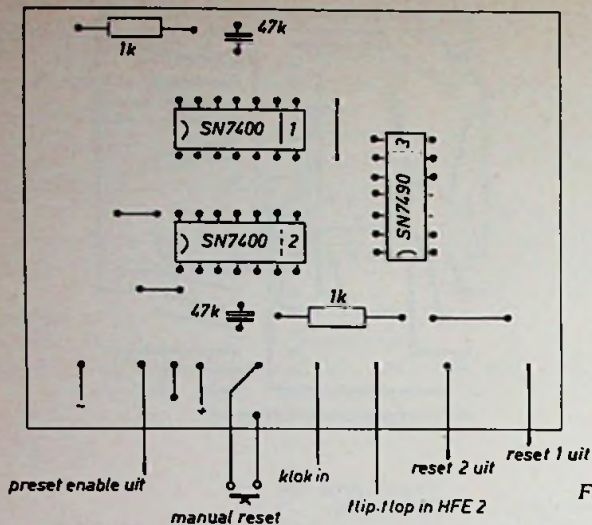 47k
1k
SN7400 1
3
SN7490
SN7400 2
47k
1k
-
+
klok in
reset 2 uit
reset 1 uit
preset enable uit
flip-flop in HFE 2
manual reset
F